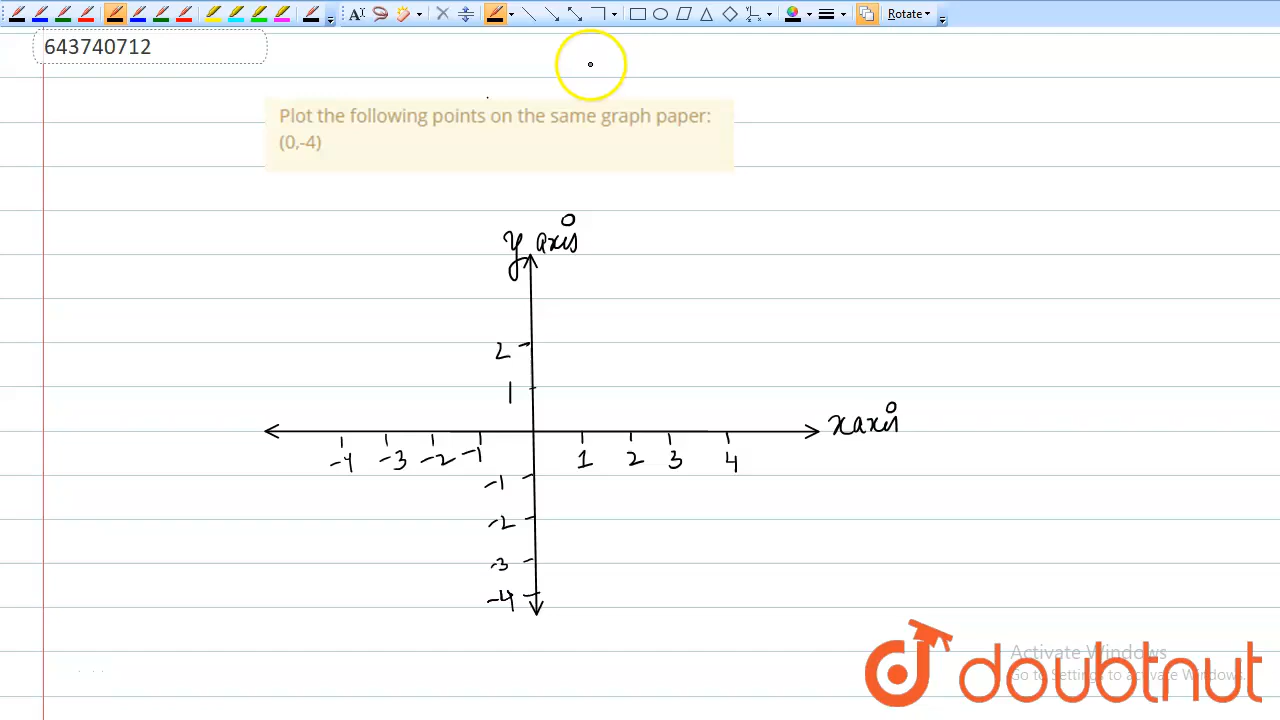 Rotate
643740712
Plot the following points on the same graph paper:
(0,-4)
y axis
2
1
x axis
-4 -3 -2 -1 1 2 3 4
-1
-2
-3
-4
Activate Windows
Go to Settings to activate Windows.
doubtnut